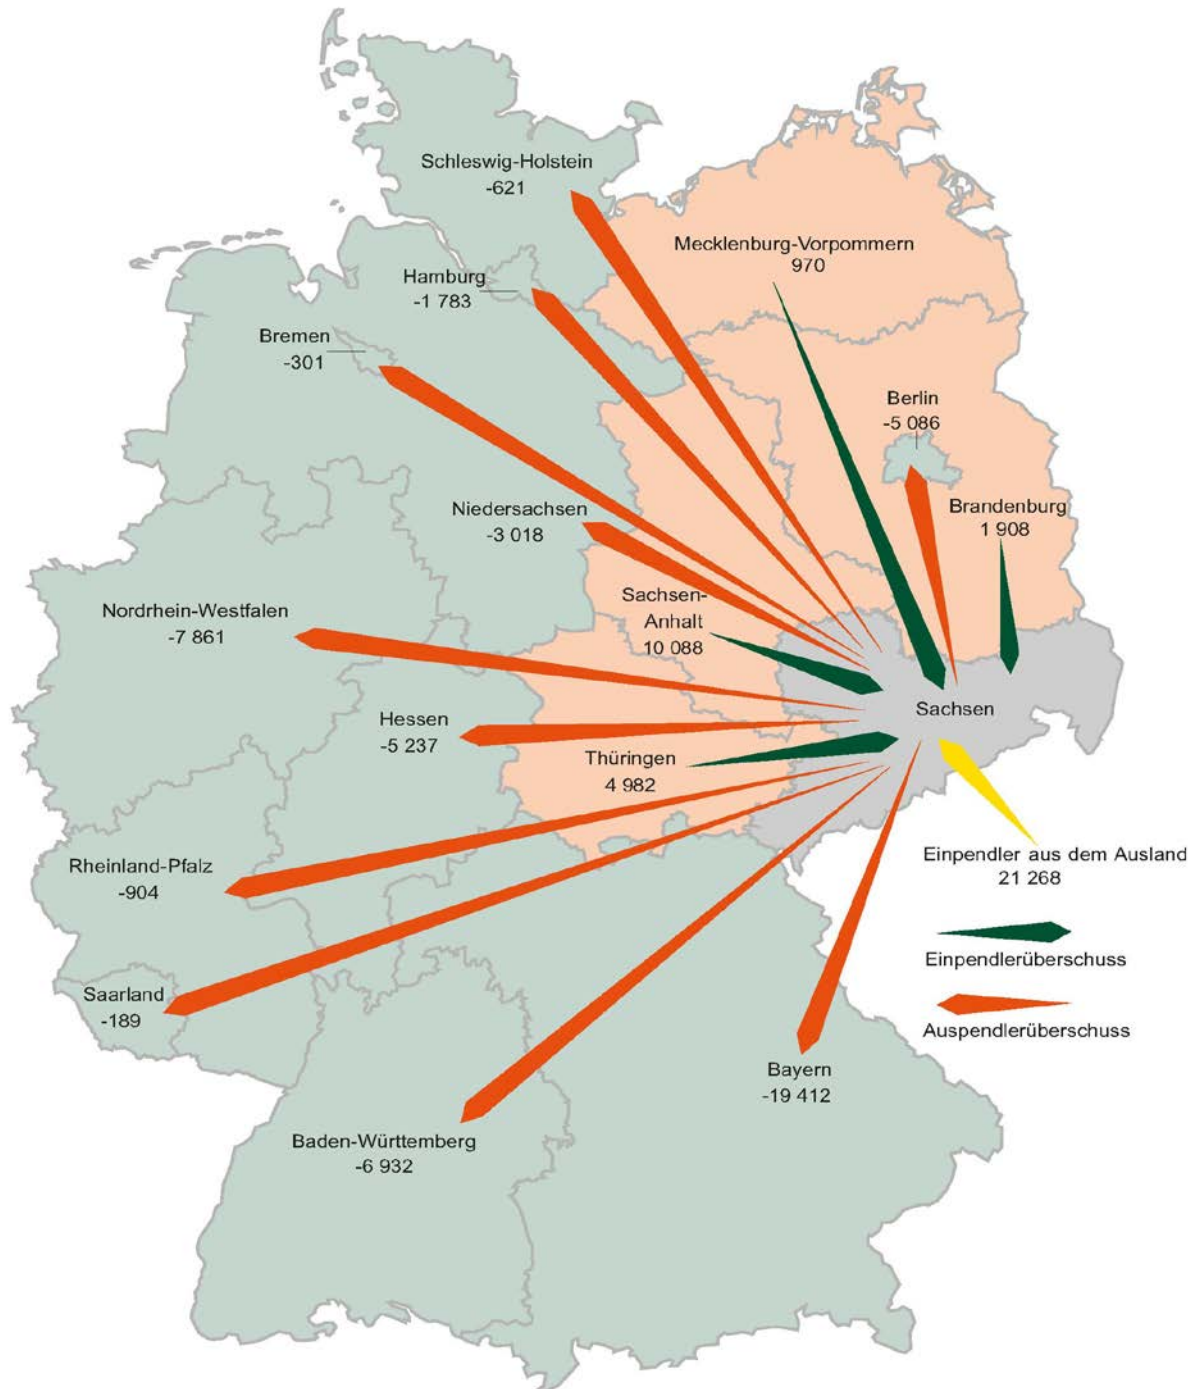 Schleswig-Holstein
-621
Mecklenburg-Vorpommern
970
Hamburg
-1 783
Bremen
-301
Berlin
-5 086
Niedersachsen
-3 018
Brandenburg
1 908
Sachsen-
Anhalt
10 088
Nordrhein-Westfalen
-7 861
Sachsen
Hessen
-5 237
Thüringen
4 982
Rheinland-Pfalz
-904
Einpendler aus dem Ausland
21 268
Einpendlerüberschuss
Saarland
-189
Auspendlerüberschuss
Bayern
-19 412
Baden-Württemberg
-6 932